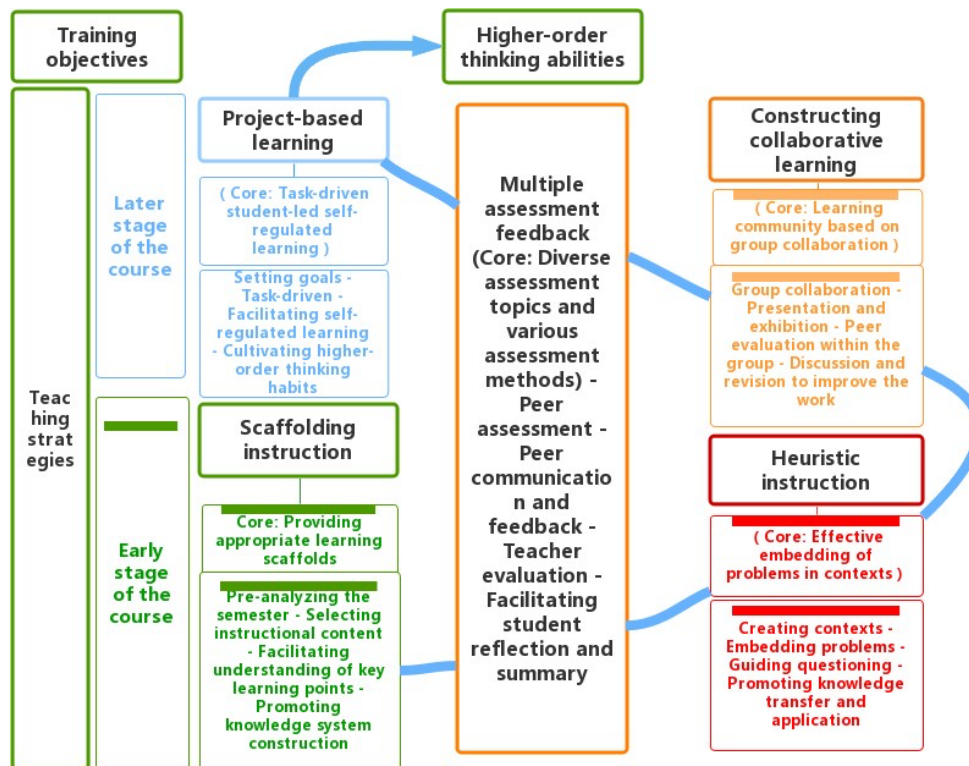 Training
objectives
Higher-order
thinking abilities
Teac
hing
strat
egies
Later
stage
of the
course
Project-based
learning
( Core: Task-driven
student-led self-
regulated
learning )
Setting goals -
Task-driven -
Facilitating self-
regulated learning
- Cultivating higher-
order thinking
habits
Early
stage
of the
course
Scaffolding
instruction
Core: Providing
appropriate learning
scaffolds
Pre-analyzing the
semester - Selecting
instructional content
- Facilitating
understanding of key
learning points -
Promoting
knowledge system
construction
Multiple
assessment
feedback
(Core: Diverse
assessment
topics and
various
assessment
methods) -
Peer
assessment -
Peer
communicatio
n and
feedback -
Teacher
evaluation -
Facilitating
student
reflection and
summary
Constructing
collaborative
learning
( Core: Learning
community based on
group collaboration )
Group collaboration -
Presentation and
exhibition - Peer
evaluation within the
group - Discussion and
revision to improve the
work
Heuristic
instruction
( Core: Effective
embedding of
problems in contexts )
Creating contexts -
Embedding problems -
Guiding questioning -
Promoting knowledge
transfer and
application